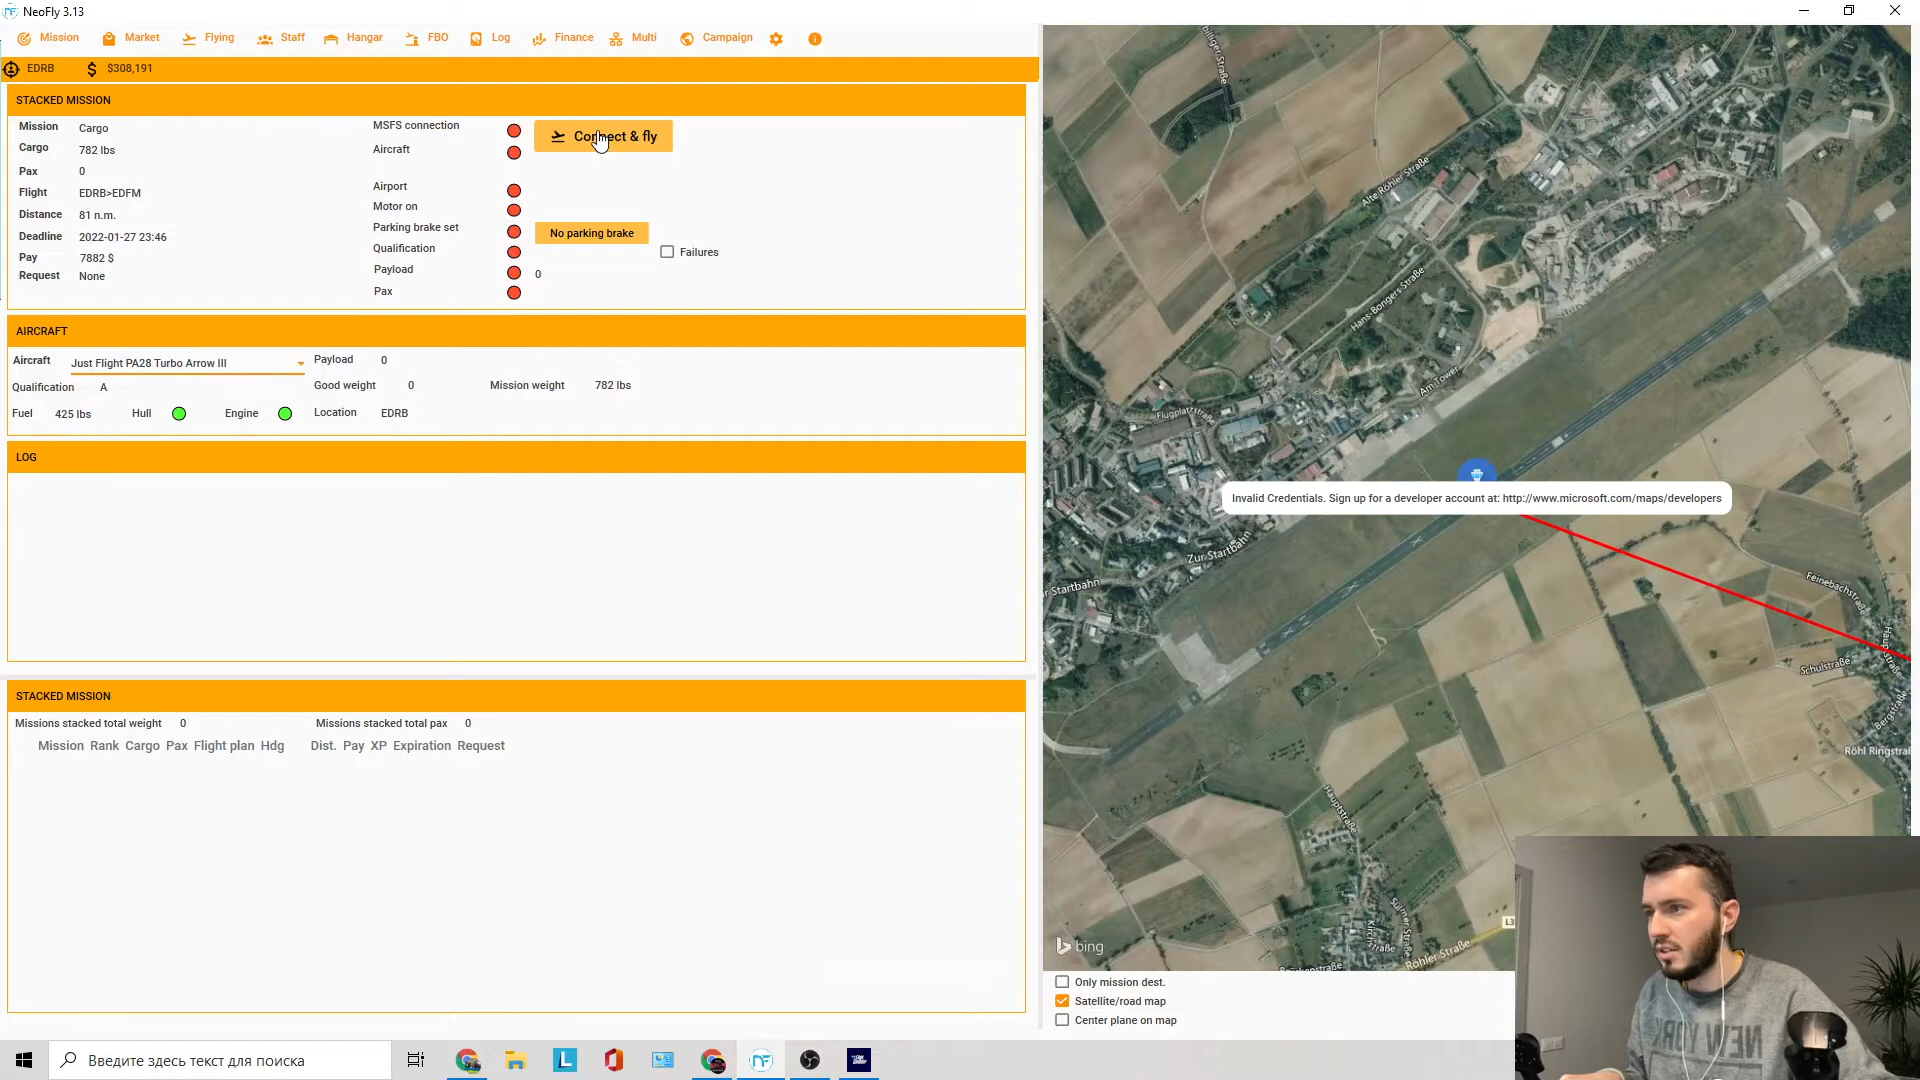 NeoFly 3.13
Mission Market Flying Staff Hangar FBO Log Finance Multi Campaign
EDRB $ $308,191
STACKED MISSION
Mission Cargo
Cargo 782 lbs
Pax 0
Flight EDRB>EDFM
Distance 81 n.m.
Deadline 2022-01-27 23:46
Pay 7882 $
Request None
MSFS connection
Connect & fly
Aircraft
Airport
Motor on
Parking brake set No parking brake
Qualification Failures
Payload 0
Pax
AIRCRAFT
Aircraft Just Flight PA28 Turbo Arrow III Payload 0
Qualification A Good weight 0 Mission weight 782 lbs
Fuel 425 lbs Hull Engine Location EDRB
LOG
STACKED MISSION
Missions stacked total weight 0 Missions stacked total pax 0
Mission Rank Cargo Pax Flight plan Hdg Dist. Pay XP Expiration Request
Alte Röhler Straße
Hans-Bongers Straße
Am Tower
Flugplatzstraße
Invalid Credentials. Sign up for a developer account at: http://www.microsoft.com/maps/developers
Zur Startbahn
Startbahn
Feinebachstraße
Schulstraße
Bergstraße
Röhl Ringstraß
Hauptstraße
Röhler Straße
bing
Only mission dest.
Satellite/road map
Center plane on map
NEW YORK
Введите здесь текст для поиска
L
NF